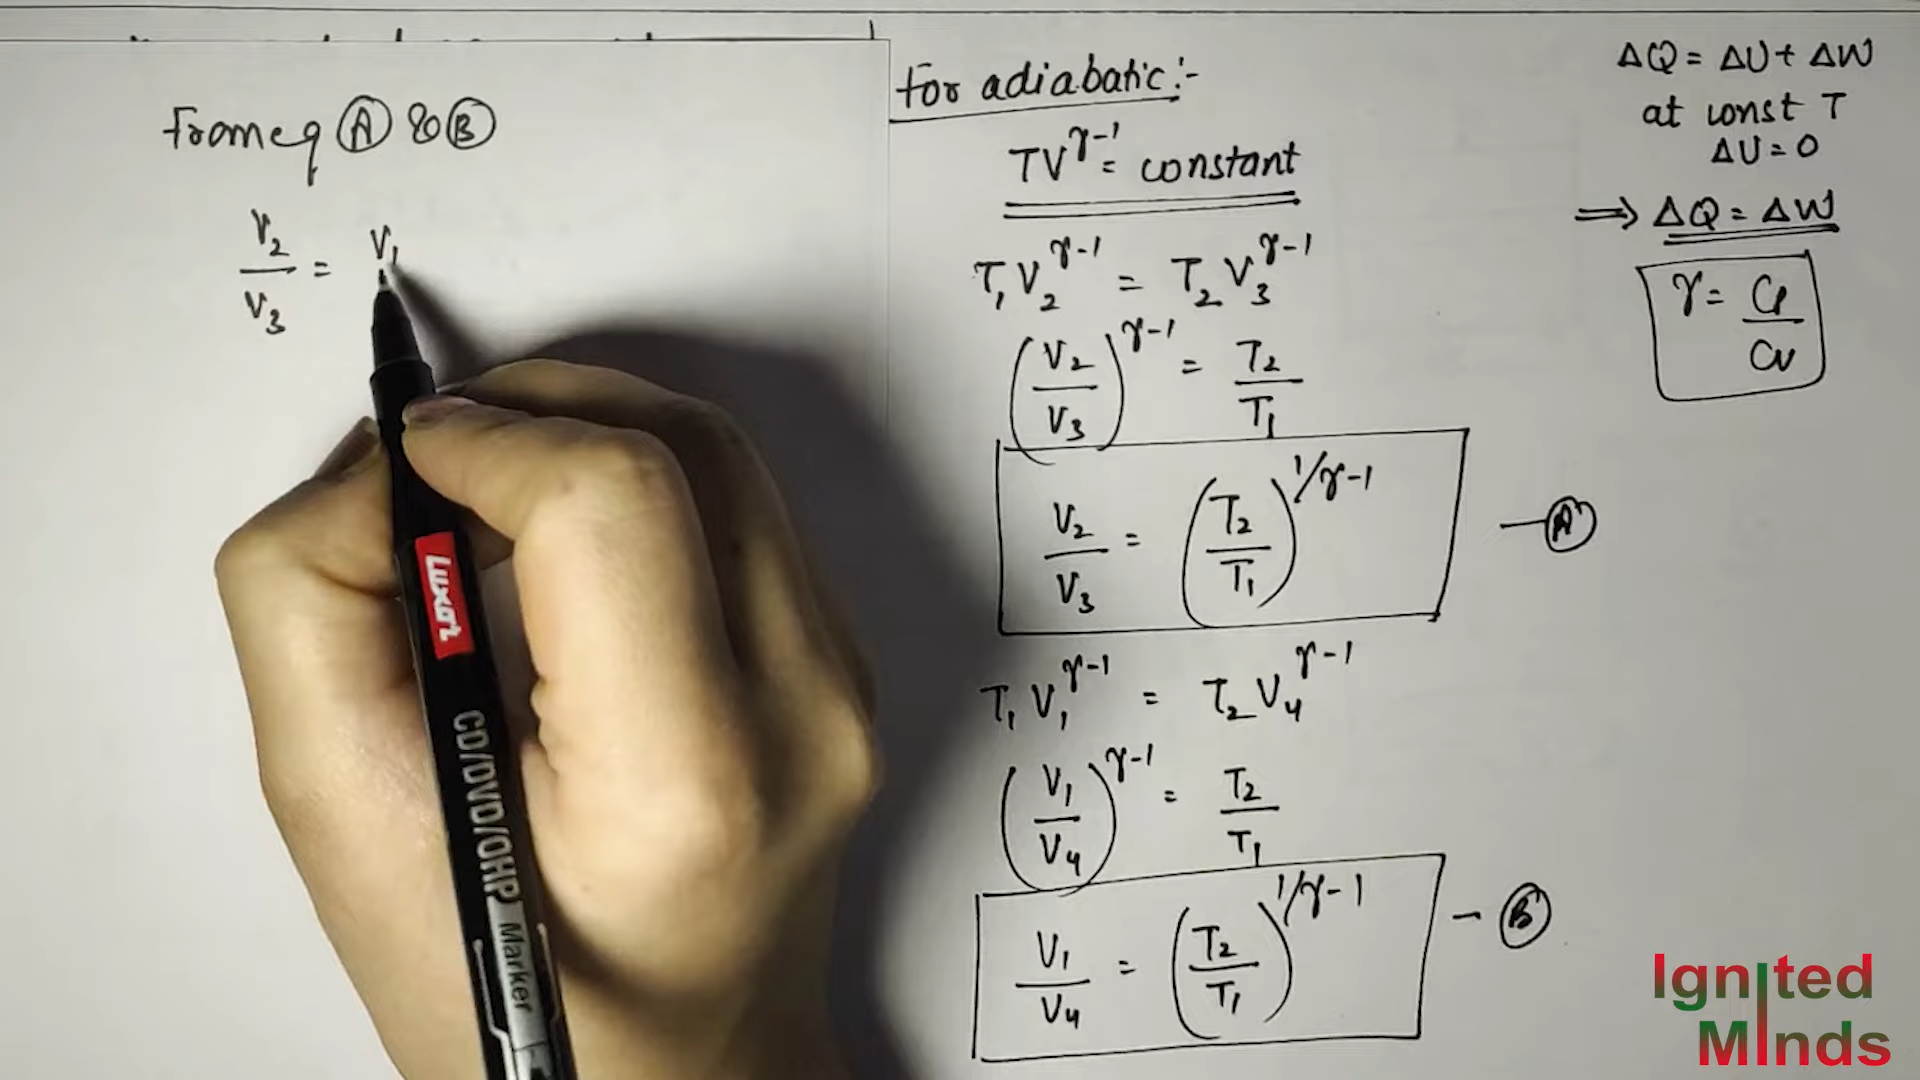 From eq (A) & (B)
V₂/V₃ = V₁
For adiabatic:-
TV^γ-1 = constant
T₁V₂^γ-1 = T₂V₃^γ-1
(V₂/V₃)^γ-1 = T₂/T₁
V₂/V₃ = (T₂/T₁)^1/γ-1 — (A)
T₁V₁^γ-1 = T₂V₄^γ-1
(V₁/V₄)^γ-1 = T₂/T₁
V₁/V₄ = (T₂/T₁)^1/γ-1 — (B)
ΔQ = ΔU + ΔW
at const T
ΔU = 0
⇒ ΔQ = ΔW
γ = Cp/Cv
Luxor
CD/DVD/OHP Marker
Ignited
Minds